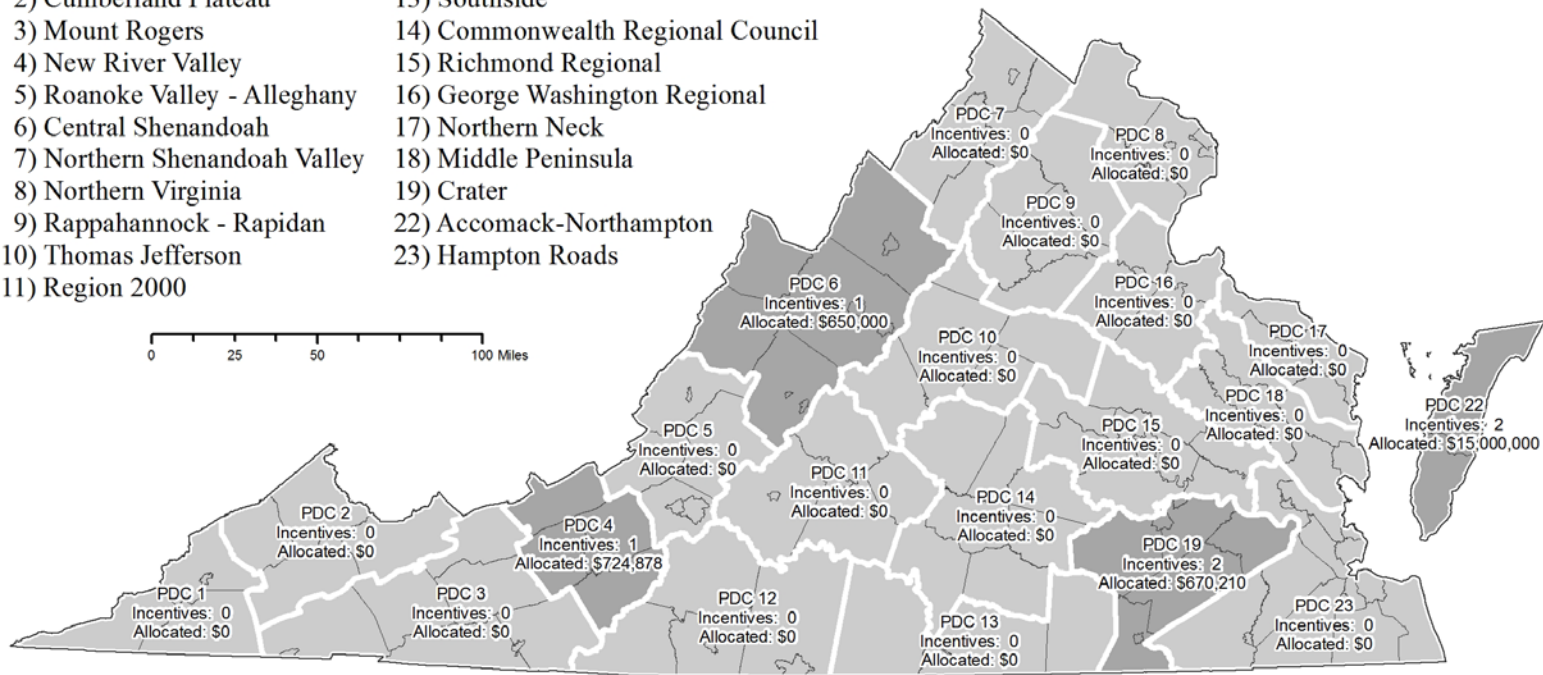 2) Cumberland Plateau
3) Mount Rogers
4) New River Valley
5) Roanoke Valley - Alleghany
6) Central Shenandoah
7) Northern Shenandoah Valley
8) Northern Virginia
9) Rappahannock - Rapidan
10) Thomas Jefferson
11) Region 2000
13) Southside
14) Commonwealth Regional Council
15) Richmond Regional
16) George Washington Regional
17) Northern Neck
18) Middle Peninsula
19) Crater
22) Accomack-Northampton
23) Hampton Roads
0 25 50 100 Miles
PDC 7
Incentives: 0
Allocated: $0
PDC 8
Incentives: 0
Allocated: $0
PDC 9
Incentives: 0
Allocated: $0
PDC 6
Incentives: 1
Allocated: $650,000
PDC 16
Incentives: 0
Allocated: $0
PDC 10
Incentives: 0
Allocated: $0
PDC 17
Incentives: 0
Allocated: $0
PDC 18
Incentives: 0
Allocated: $0
PDC 22
Incentives: 2
Allocated: $15,000,000
PDC 5
Incentives: 0
Allocated: $0
PDC 15
Incentives: 0
Allocated: $0
PDC 11
Incentives: 0
Allocated: $0
PDC 14
Incentives: 0
Allocated: $0
PDC 2
Incentives: 0
Allocated: $0
PDC 4
Incentives: 1
Allocated: $724,878
PDC 19
Incentives: 2
Allocated: $670,210
PDC 1
Incentives: 0
Allocated: $0
PDC 3
Incentives: 0
Allocated: $0
PDC 12
Incentives: 0
Allocated: $0
PDC 13
Incentives: 0
Allocated: $0
PDC 23
Incentives: 0
Allocated: $0